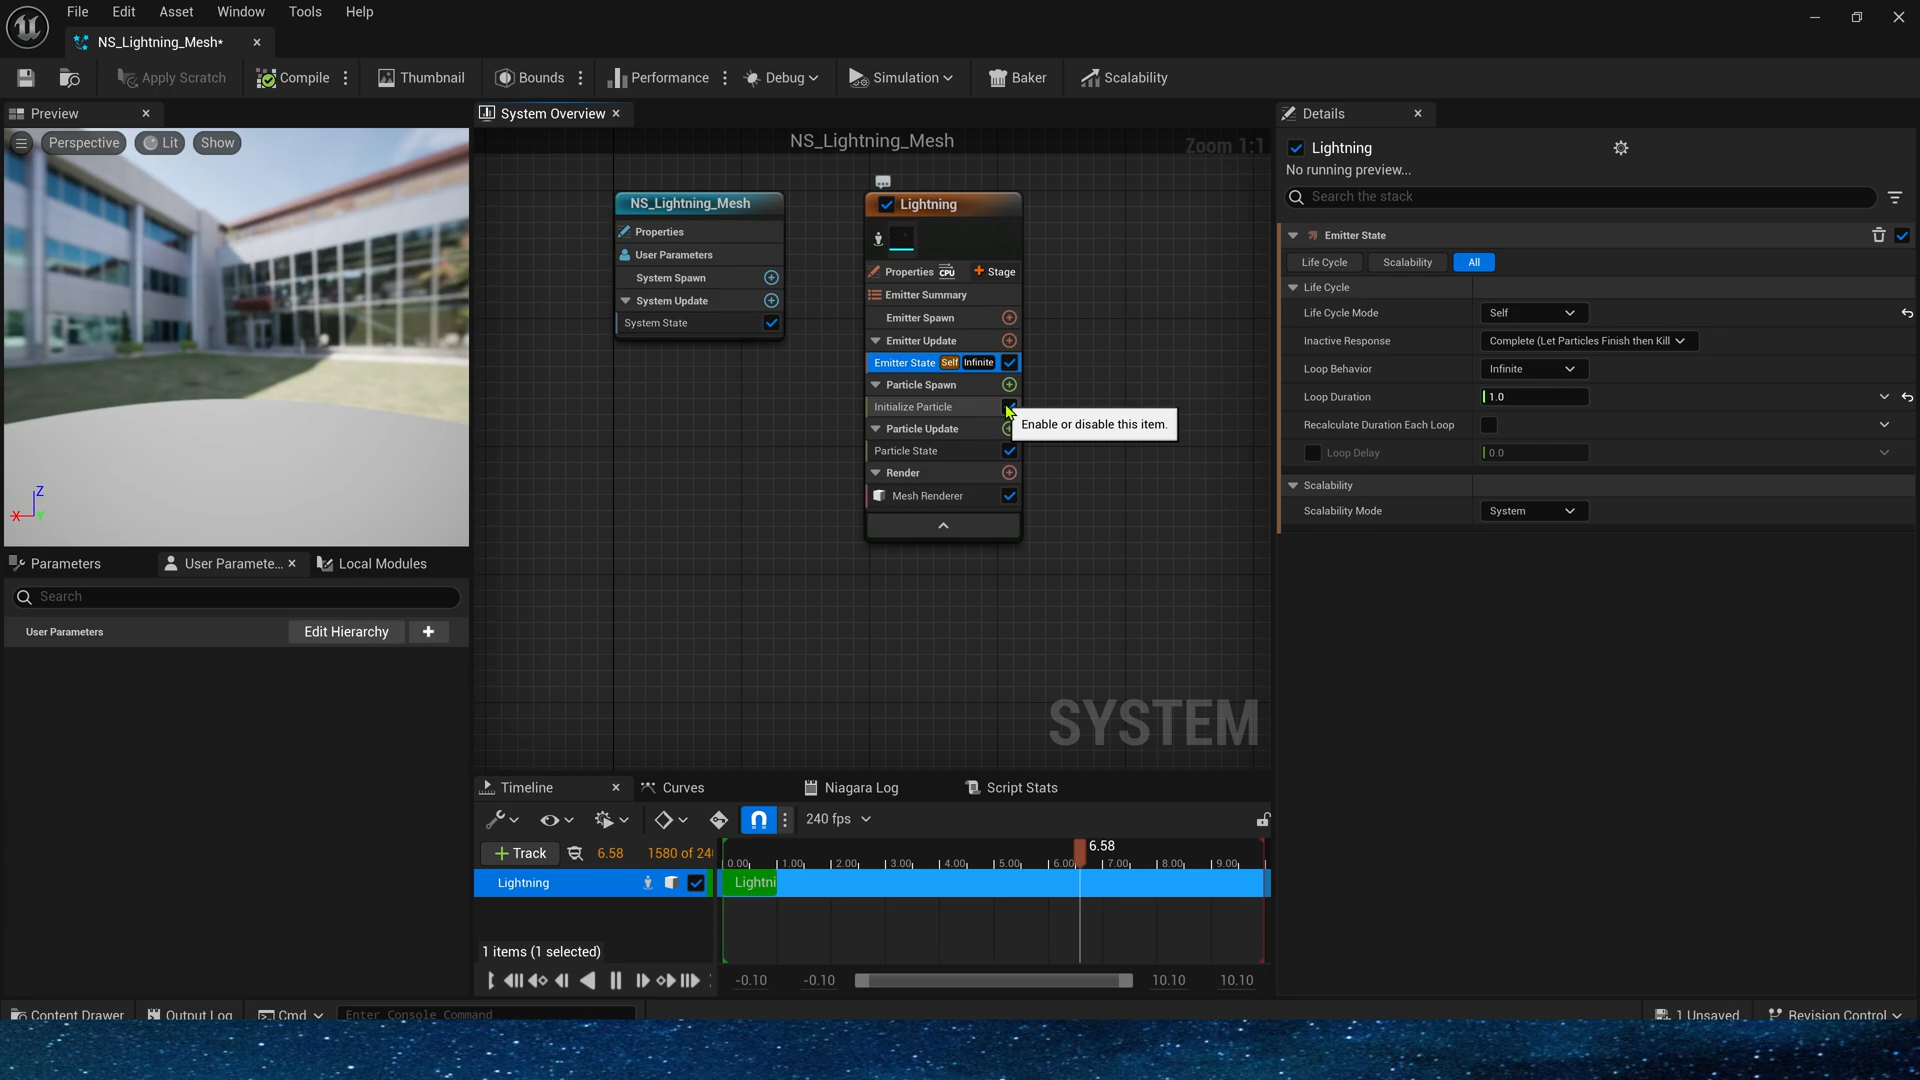 File Edit Asset Window Tools Help
NS_Lightning_Mesh*
Apply Scratch Compile Thumbnail Bounds Performance Debug Simulation Baker Scalability
Preview
Perspective Lit Show
Z
X
Y
Parameters User Paramete... Local Modules
Search
User Parameters Edit Hierarchy
System Overview
NS_Lightning_Mesh
Zoom 1:1
NS_Lightning_Mesh
Properties
User Parameters
System Spawn
System Update
System State
Lightning
Properties CPU Stage
Emitter Summary
Emitter Spawn
Emitter Update
Emitter State Self Infinite
Particle Spawn
Initialize Particle
Enable or disable this item.
Particle Update
Particle State
Render
Mesh Renderer
SYSTEM
Timeline Curves Niagara Log Script Stats
240 fps
6.58
Track 6.58 1580 of 24
0.00 1.00 2.00 3.00 4.00 5.00 6.00 7.00 8.00 9.00
Lightning Lightni
1 items (1 selected)
-0.10 -0.10 10.10 10.10
Details
Lightning
No running preview...
Search the stack
Emitter State
Life Cycle Scalability All
Life Cycle
Life Cycle Mode Self
Inactive Response Complete (Let Particles Finish then Kill
Loop Behavior Infinite
Loop Duration 1.0
Recalculate Duration Each Loop
Loop Delay 0.0
Scalability
Scalability Mode System
Content Drawer Output Log Cmd Enter Console Command 1 Unsaved Revision Control